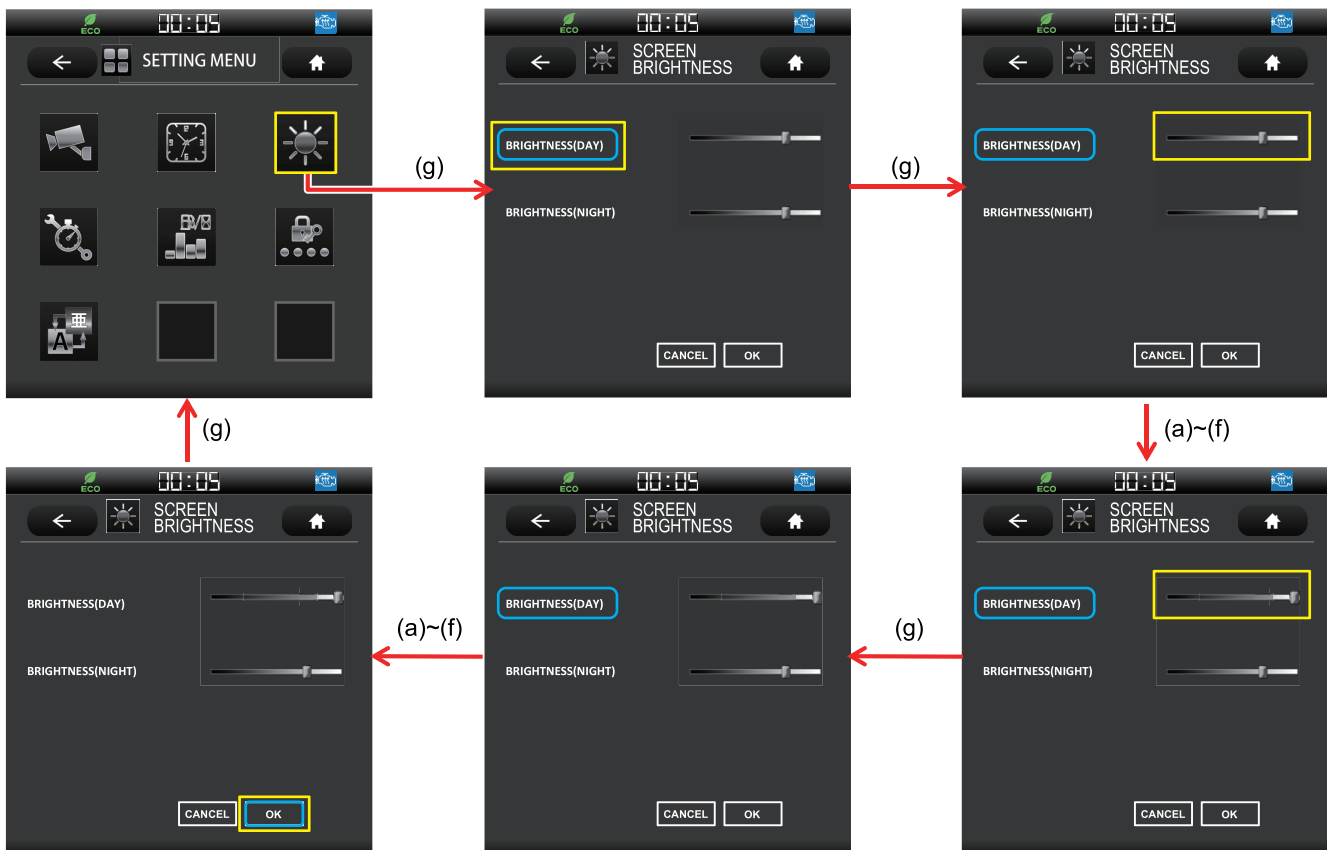 ECO 00:05
SETTING MENU
E/V/日
亜
A
(g)
ECO 00:05
SCREEN
BRIGHTNESS
BRIGHTNESS(DAY)
BRIGHTNESS(NIGHT)
CANCEL OK
(g)
ECO 00:05
SCREEN
BRIGHTNESS
BRIGHTNESS(DAY)
BRIGHTNESS(NIGHT)
CANCEL OK
(g)
(a)~(f)
ECO 00:05
SCREEN
BRIGHTNESS
BRIGHTNESS(DAY)
BRIGHTNESS(NIGHT)
CANCEL OK
(a)~(f)
ECO 00:05
SCREEN
BRIGHTNESS
BRIGHTNESS(DAY)
BRIGHTNESS(NIGHT)
CANCEL OK
(g)
ECO 00:05
SCREEN
BRIGHTNESS
BRIGHTNESS(DAY)
BRIGHTNESS(NIGHT)
CANCEL OK